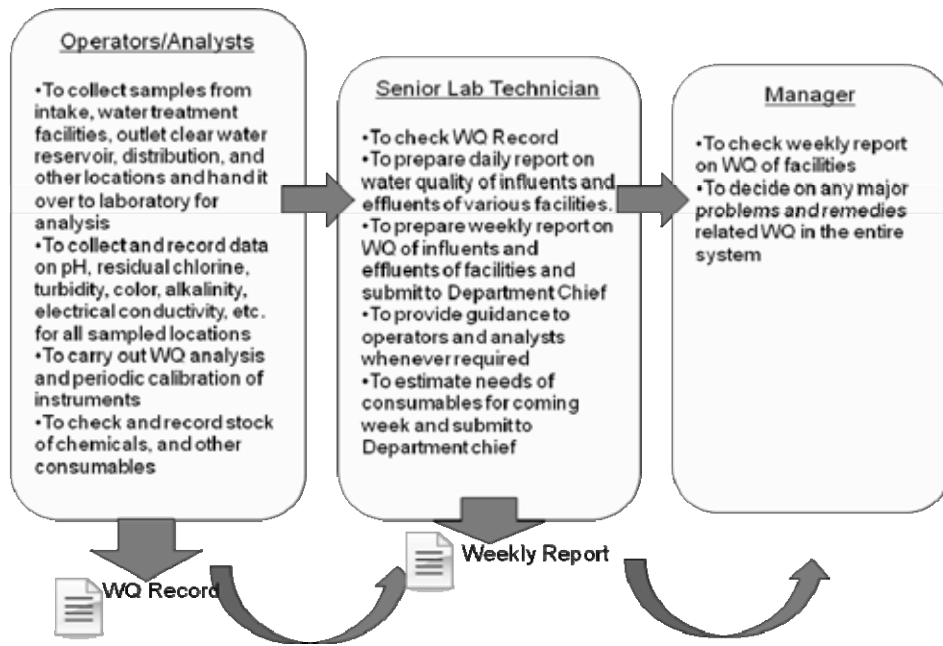 Operators/Analysts
•To collect samples from
intake, water treatment
facilities, outlet clear water
reservoir, distribution, and
other locations and hand it
over to laboratory for
analysis
•To collect and record data
on pH, residual chlorine,
turbidity, color, alkalinity,
electrical conductivity, etc.
for all sampled locations
•To carry out WQ analysis
and periodic calibration of
instruments
•To check and record stock
of chemicals, and other
consumables
WQ Record
Senior Lab Technician
•To check WQ Record
•To prepare daily report on
water quality of influents and
effluents of various facilities.
•To prepare weekly report on
WQ of influents and
effluents of facilities and
submit to Department Chief
•To provide guidance to
operators and analysts
whenever required
•To estimate needs of
consumables for coming
week and submit to
Department chief
Weekly Report
Manager
•To check weekly report
on WQ of facilities
•To decide on any major
problems and remedies
related WQ in the entire
system